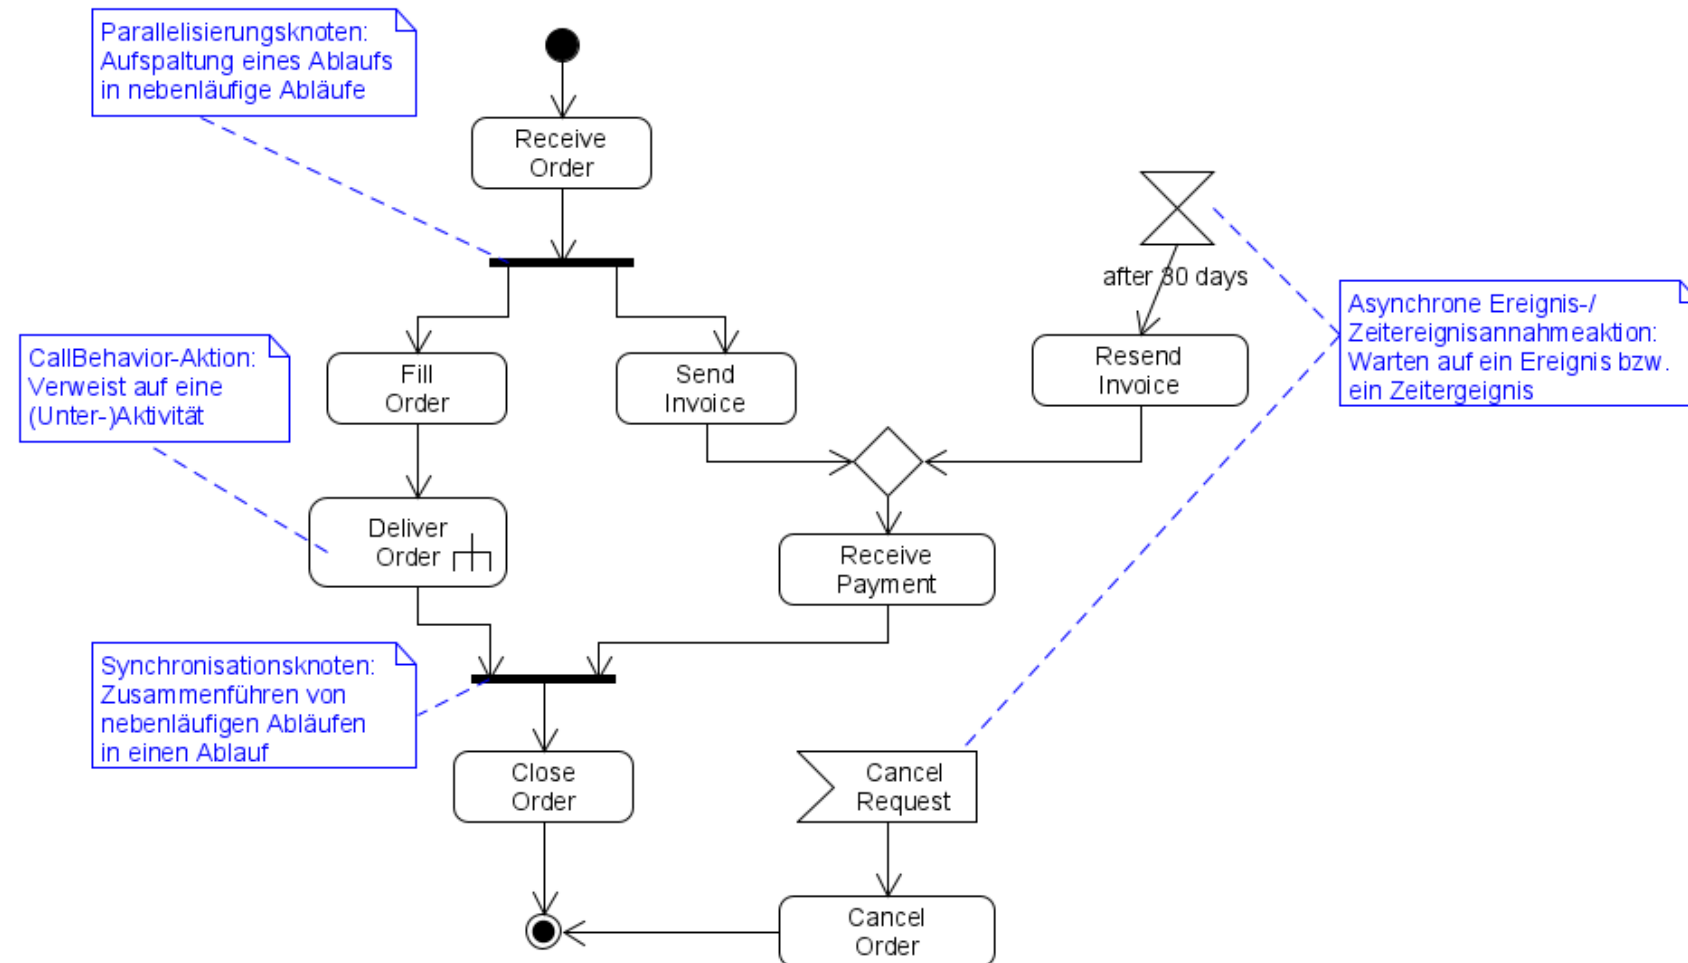 Parallelisierungsknoten:
Aufspaltung eines Ablaufs
in nebenläufige Abläufe
Receive
Order
after 30 days
Asynchrone Ereignis-/
Zeitereignisannahmeaktion:
Warten auf ein Ereignis bzw.
ein Zeitergeignis
CallBehavior-Aktion:
Verweist auf eine
(Unter-)Aktivität
Fill
Order
Send
Invoice
Resend
Invoice
Deliver
Order
Receive
Payment
Synchronisationsknoten:
Zusammenführen von
nebenläufigen Abläufen
in einen Ablauf
Close
Order
Cancel
Request
Cancel
Order